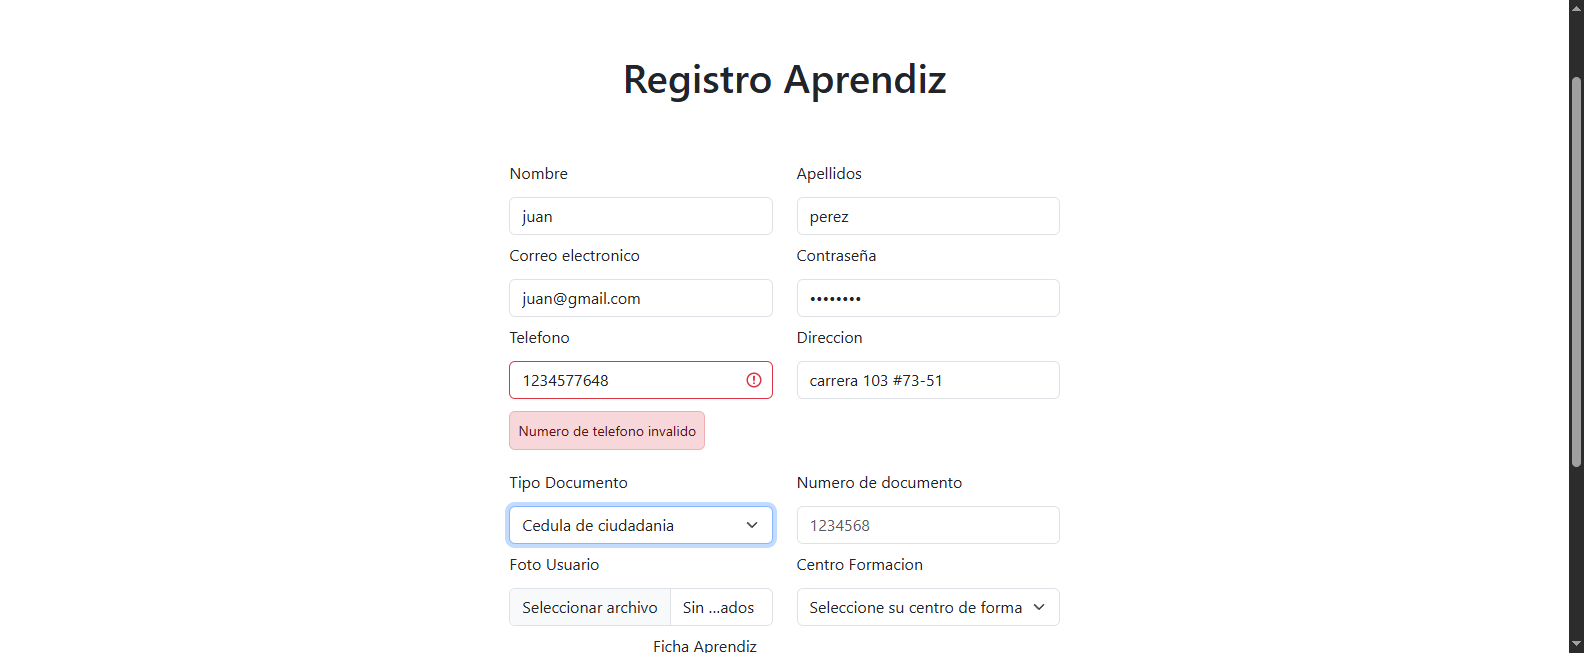 Registro Aprendiz
Nombre Apellidos
juan perez
Correo electronico Contraseña
juan@gmail.com ••••••••
Telefono Direccion
1234577648 carrera 103 #73-51
Numero de telefono invalido
Tipo Documento Numero de documento
Cedula de ciudadania 1234568
Foto Usuario Centro Formacion
Seleccionar archivo Sin ...ados Seleccione su centro de forma
Ficha Aprendiz